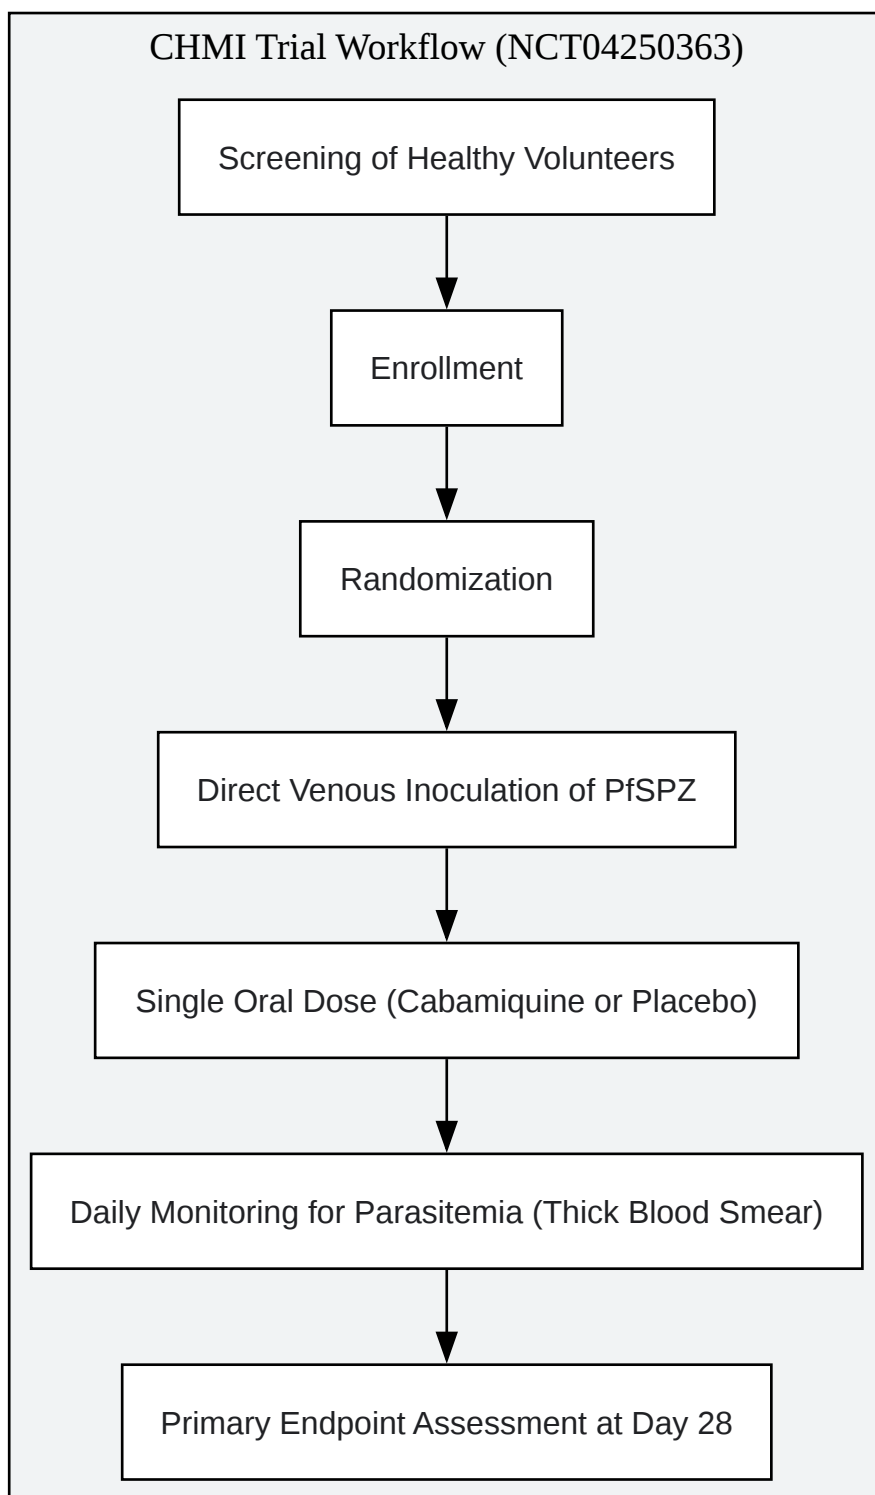 CHMI Trial Workflow (NCT04250363)
Screening of Healthy Volunteers
Enrollment
Randomization
Direct Venous Inoculation of PfSPZ
Single Oral Dose (Cabamiquine or Placebo)
Daily Monitoring for Parasitemia (Thick Blood Smear)
Primary Endpoint Assessment at Day 28